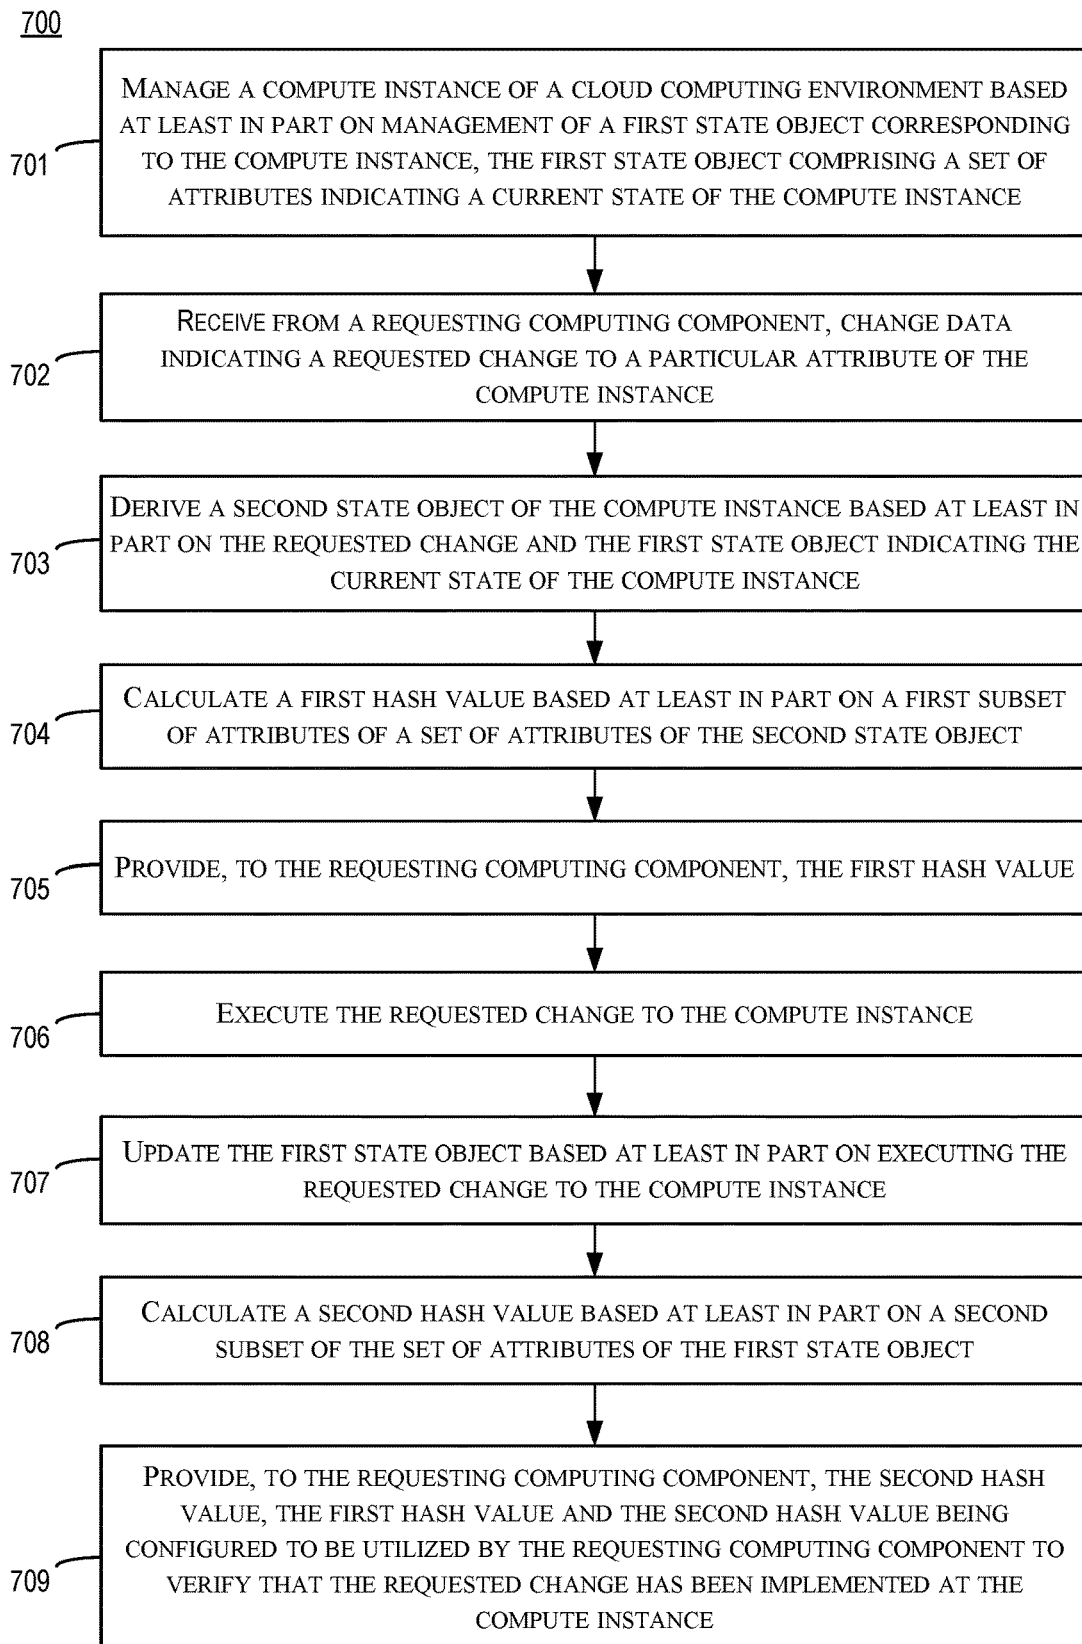 700
701
MANAGE A COMPUTE INSTANCE OF A CLOUD COMPUTING ENVIRONMENT BASED
AT LEAST IN PART ON MANAGEMENT OF A FIRST STATE OBJECT CORRESPONDING
TO THE COMPUTE INSTANCE, THE FIRST STATE OBJECT COMPRISING A SET OF
ATTRIBUTES INDICATING A CURRENT STATE OF THE COMPUTE INSTANCE
702
RECEIVE FROM A REQUESTING COMPUTING COMPONENT, CHANGE DATA
INDICATING A REQUESTED CHANGE TO A PARTICULAR ATTRIBUTE OF THE
COMPUTE INSTANCE
703
DERIVE A SECOND STATE OBJECT OF THE COMPUTE INSTANCE BASED AT LEAST IN
PART ON THE REQUESTED CHANGE AND THE FIRST STATE OBJECT INDICATING THE
CURRENT STATE OF THE COMPUTE INSTANCE
704
CALCULATE A FIRST HASH VALUE BASED AT LEAST IN PART ON A FIRST SUBSET
OF ATTRIBUTES OF A SET OF ATTRIBUTES OF THE SECOND STATE OBJECT
705
PROVIDE, TO THE REQUESTING COMPUTING COMPONENT, THE FIRST HASH VALUE
706
EXECUTE THE REQUESTED CHANGE TO THE COMPUTE INSTANCE
707
UPDATE THE FIRST STATE OBJECT BASED AT LEAST IN PART ON EXECUTING THE
REQUESTED CHANGE TO THE COMPUTE INSTANCE
708
CALCULATE A SECOND HASH VALUE BASED AT LEAST IN PART ON A SECOND
SUBSET OF THE SET OF ATTRIBUTES OF THE FIRST STATE OBJECT
709
PROVIDE, TO THE REQUESTING COMPUTING COMPONENT, THE SECOND HASH
VALUE, THE FIRST HASH VALUE AND THE SECOND HASH VALUE BEING
CONFIGURED TO BE UTILIZED BY THE REQUESTING COMPUTING COMPONENT TO
VERIFY THAT THE REQUESTED CHANGE HAS BEEN IMPLEMENTED AT THE
COMPUTE INSTANCE